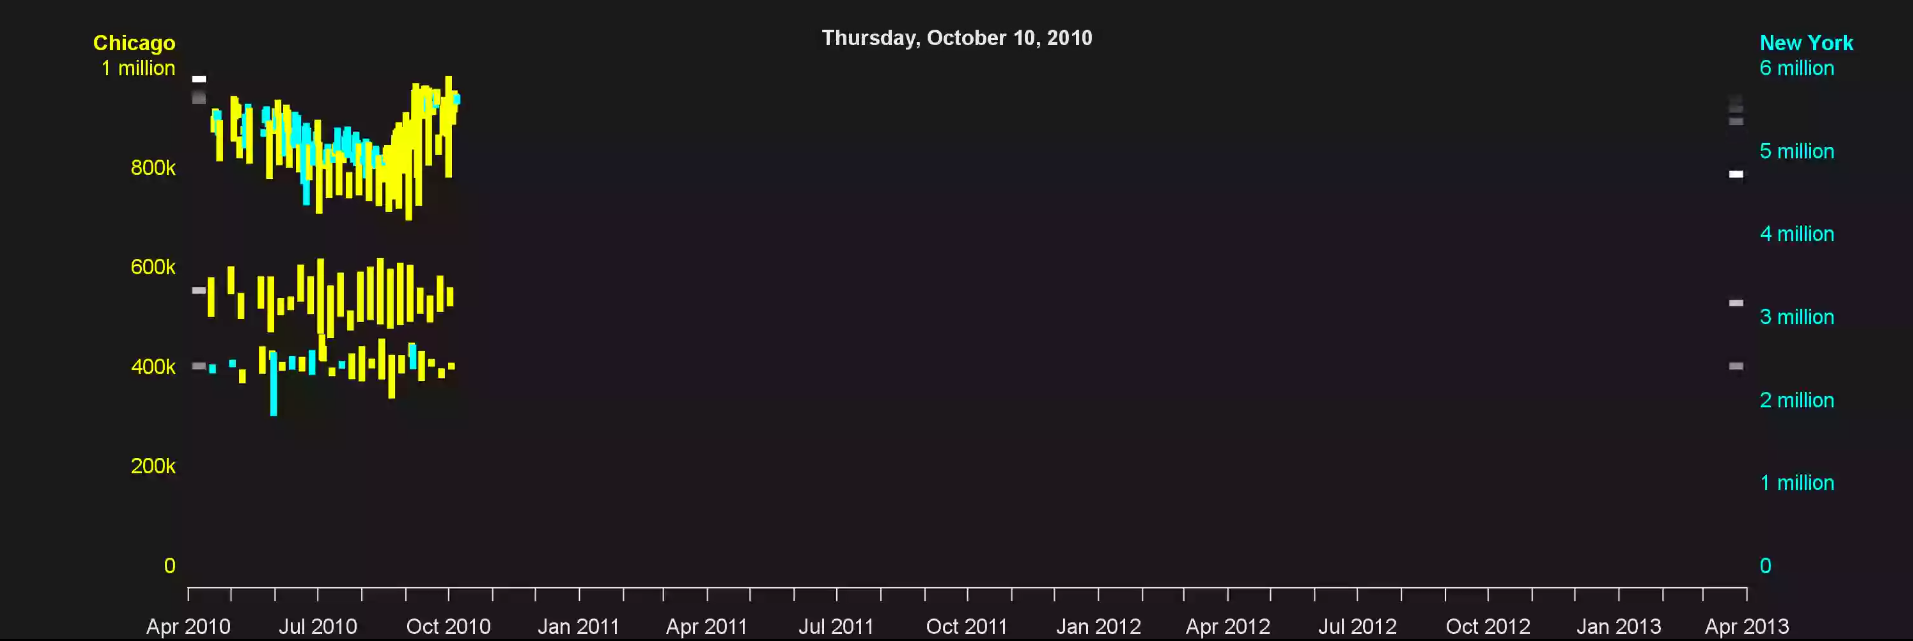 Thursday, October 10, 2010
Chicago
1 million
800k
600k
400k
200k
0
New York
6 million
5 million
4 million
3 million
2 million
1 million
0
Apr 2010 Jul 2010 Oct 2010 Jan 2011 Apr 2011 Jul 2011 Oct 2011 Jan 2012 Apr 2012 Jul 2012 Oct 2012 Jan 2013 Apr 2013